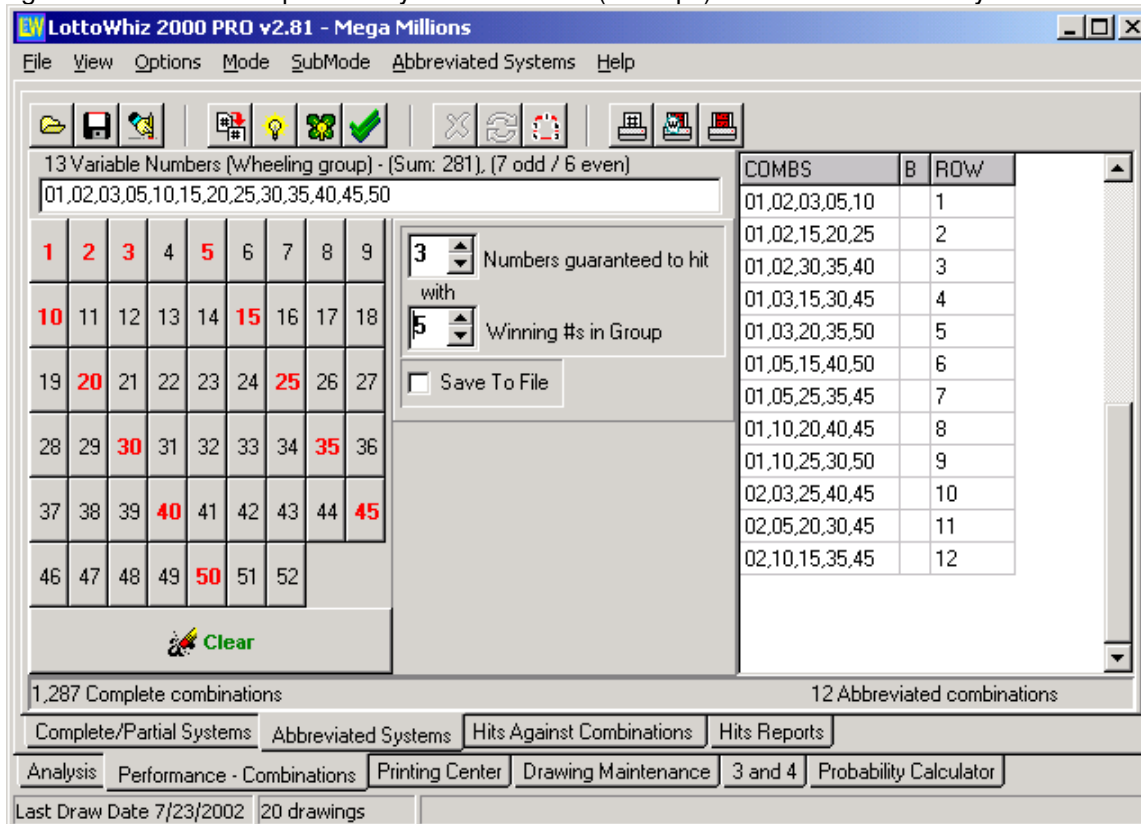 LottoWhiz 2000 PRO v2.81 - Mega Millions
File View Options Mode SubMode Abbreviated Systems Help
13 Variable Numbers (Wheeling group) - (Sum: 281), (7 odd / 6 even)
01,02,03,05,10,15,20,25,30,35,40,45,50
1 2 3 4 5 6 7 8 9
10 11 12 13 14 15 16 17 18
19 20 21 22 23 24 25 26 27
28 29 30 31 32 33 34 35 36
37 38 39 40 41 42 43 44 45
46 47 48 49 50 51 52
Clear
3 Numbers guaranteed to hit
with
5 Winning #s in Group
Save To File
COMBS B ROW
01,02,03,05,10 1
01,02,15,20,25 2
01,02,30,35,40 3
01,03,15,30,45 4
01,03,20,35,50 5
01,05,15,40,50 6
01,05,25,35,45 7
01,10,20,40,45 8
01,10,25,30,50 9
02,03,25,40,45 10
02,05,20,30,45 11
02,10,15,35,45 12
1,287 Complete combinations 12 Abbreviated combinations
Complete/Partial Systems Abbreviated Systems Hits Against Combinations Hits Reports
Analysis Performance - Combinations Printing Center Drawing Maintenance 3 and 4 Probability Calculator
Last Draw Date 7/23/2002 20 drawings